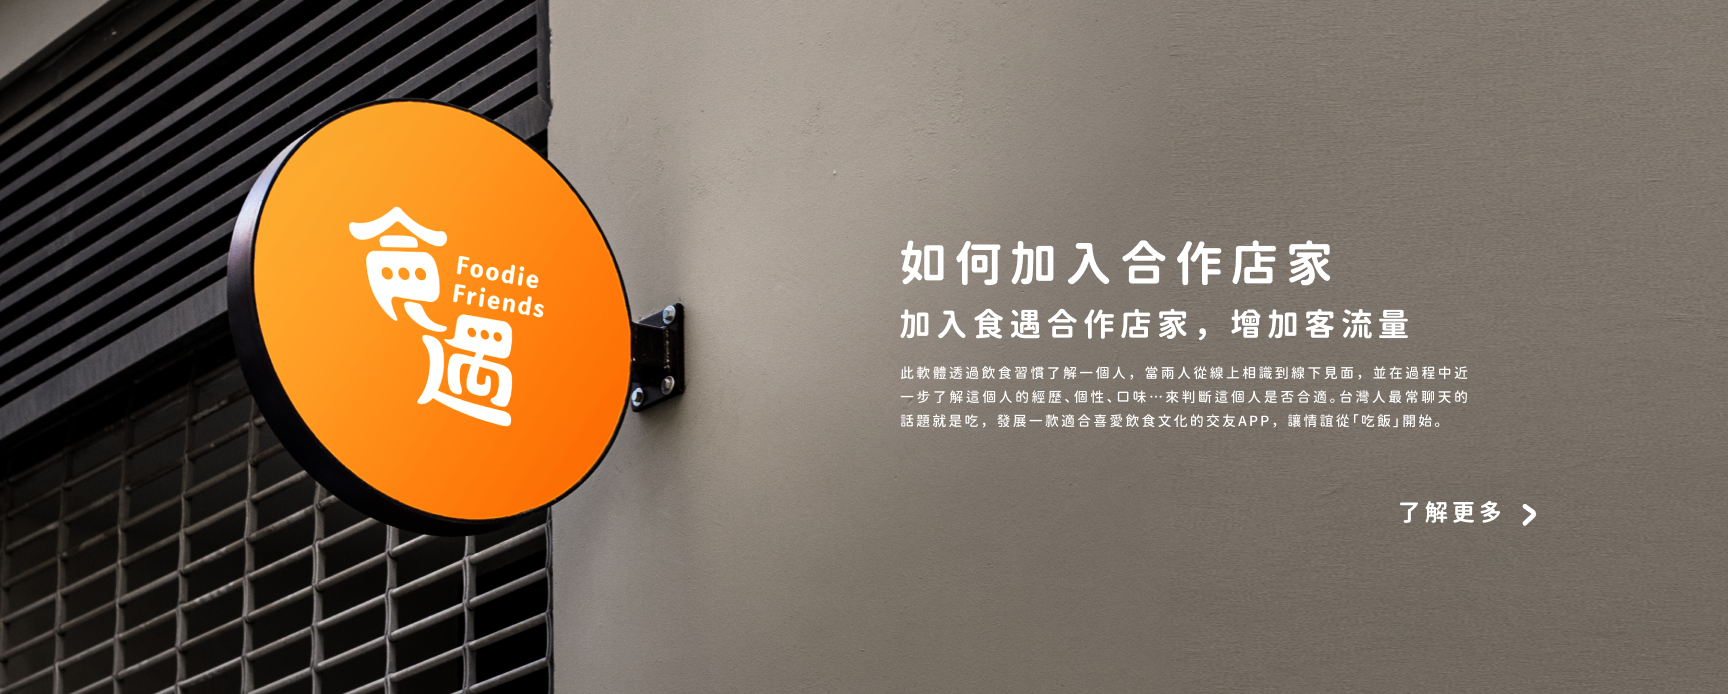 食遇
Foodie
Friends
如何加入合作店家
加入食遇合作店家，增加客流量
此軟體透過飲食習慣了解一個人，當兩人從線上相識到線下見面，並在過程中近
一步了解這個人的經歷、個性、口味…來判斷這個人是否合適。台灣人最常聊天的
話題就是吃，發展一款適合喜愛飲食文化的交友APP，讓情誼從「吃飯」開始。
了解更多